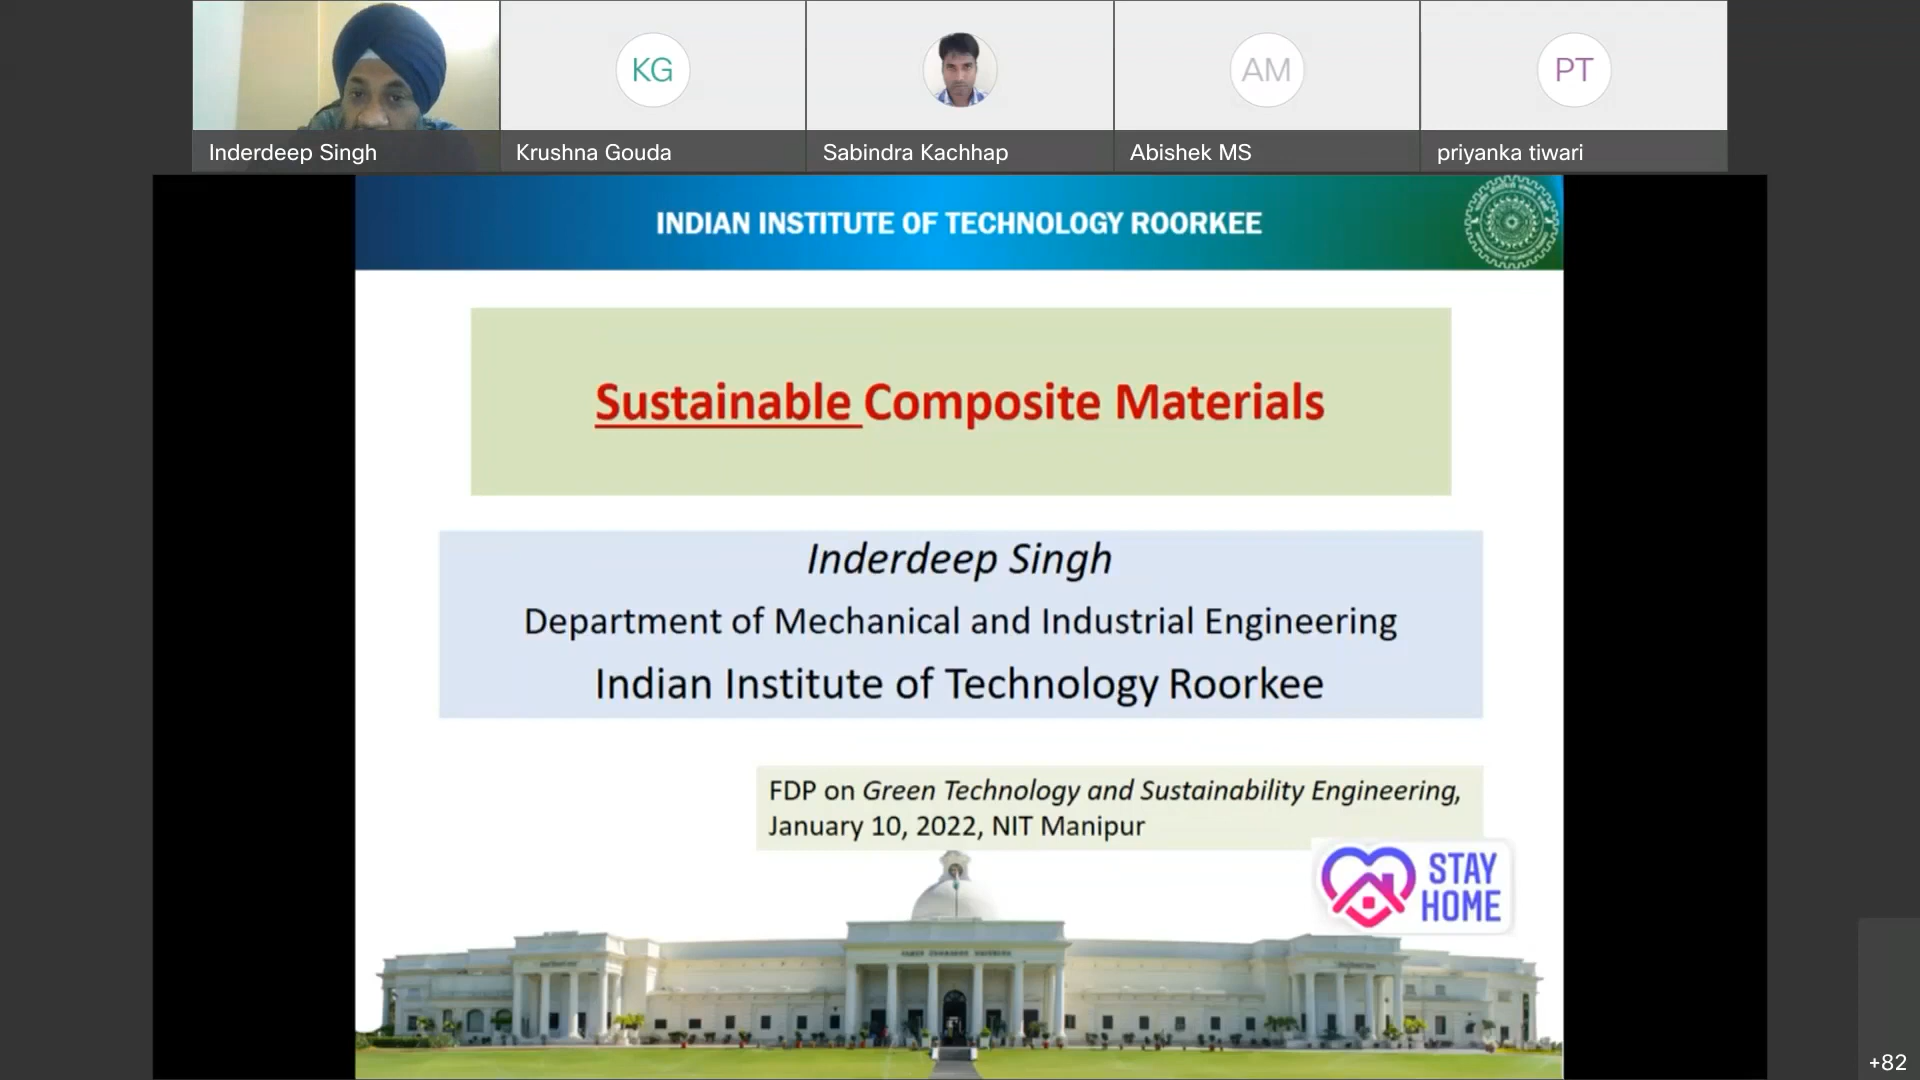 KG
AM
PT
Inderdeep Singh
Krushna Gouda
Sabindra Kachhap
Abishek MS
priyanka tiwari
INDIAN INSTITUTE OF TECHNOLOGY ROORKEE
Sustainable Composite Materials
Inderdeep Singh
Department of Mechanical and Industrial Engineering
Indian Institute of Technology Roorkee
FDP on Green Technology and Sustainability Engineering,
January 10, 2022, NIT Manipur
STAY
HOME
+82